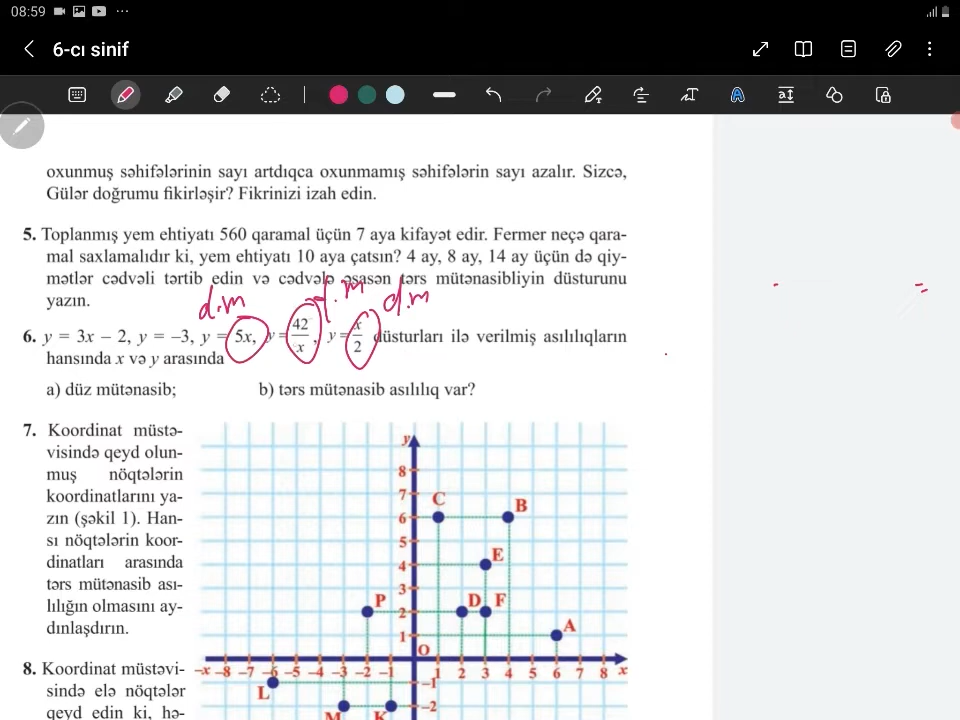 08:59
6-cı sinif
oxunmuş səhifələrinin sayı artdıqca oxunmamış səhifələrin sayı azalır. Sizcə,
Gülər doğrumu fikirləşir? Fikrinizi izah edin.
5. Toplanmış yem ehtiyatı 560 qaramal üçün 7 aya kifayət edir. Fermer neçə qara-
mal saxlamalıdır ki, yem ehtiyatı 10 aya çatsın? 4 ay, 8 ay, 14 ay üçün də qiy-
mətlər cədvəli tərtib edin və cədvələ əsasən tərs mütənasibliyin düsturunu
yazın.
d.m t.m d.m
6. y = 3x – 2, y = –3, y = 5x, y = 42/x, y = x/2 düsturları ilə verilmiş asılılıqların
hansında x və y arasında
a) düz mütənasib; b) tərs mütənasib asılılıq var?
7. Koordinat müstə-
visində qeyd olun-
muş nöqtələrin
koordinatlarını ya-
zın (şəkil 1). Han-
sı nöqtələrin koor-
dinatları arasında
tərs mütənasib ası-
lılığın olmasını ay-
dınlaşdırın.
8. Koordinat müstəvi-
sində elə nöqtələr
qeyd edin ki, hə-
y
8
7 C
6 B
5
4 E
3
2 P D F
1 A
O
–x –8 –7 –6 –5 –4 –3 –2 –1 1 2 3 4 5 6 7 8 x
L –1
M K –2